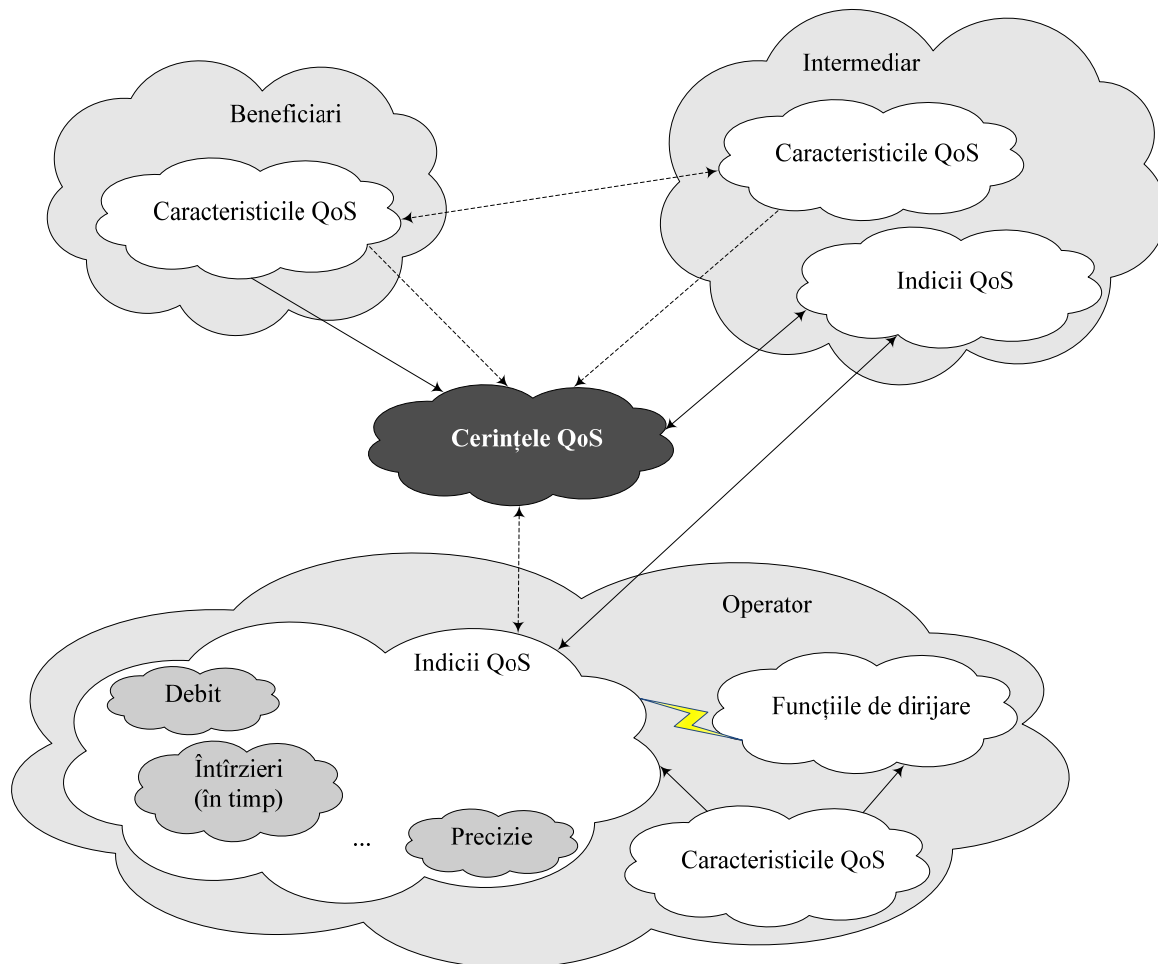 Intermediar
Beneficiari
Caracteristicile QoS
Caracteristicile QoS
Indicii QoS
Cerințele QoS
Operator
Indicii QoS
Debit
Funcțiile de dirijare
Întîrzieri
(în timp)
...
Precizie
Caracteristicile QoS